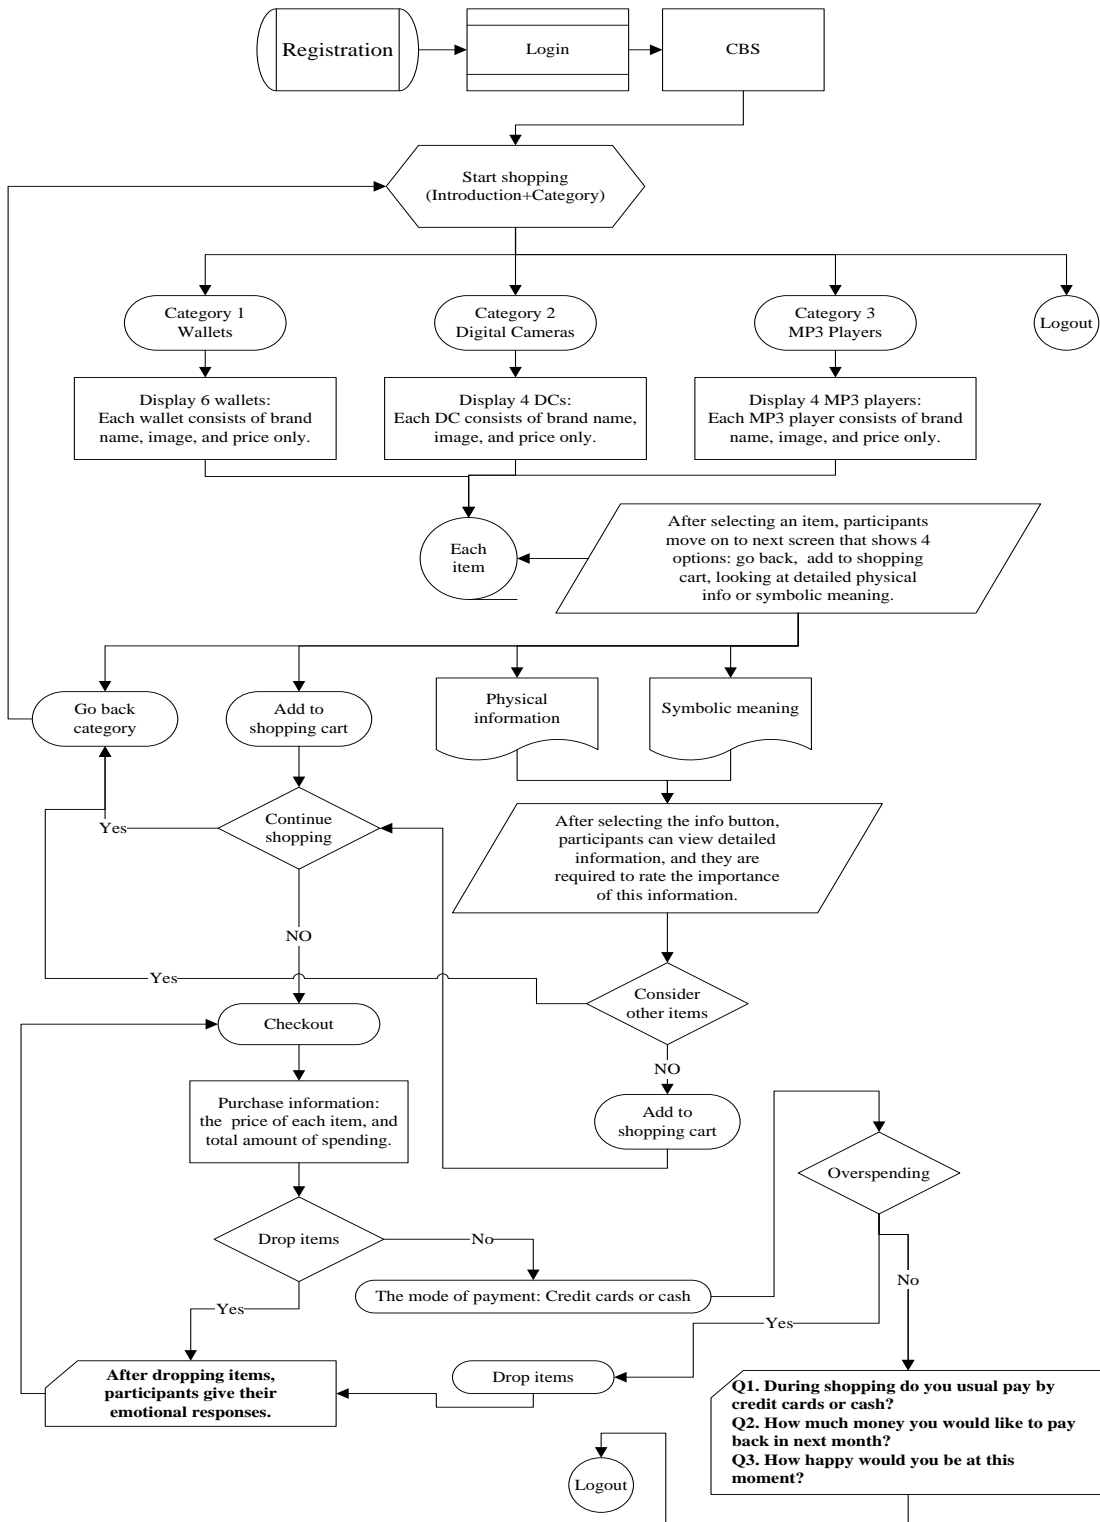 Registration
Login
CBS
Start shopping
(Introduction+Category)
Category 1
Wallets
Category 2
Digital Cameras
Category 3
MP3 Players
Logout
Display 6 wallets:
Each wallet consists of brand
name, image, and price only.
Display 4 DCs:
Each DC consists of brand name,
image, and price only.
Display 4 MP3 players:
Each MP3 player consists of brand
name, image, and price only.
Each
item
After selecting an item, participants
move on to next screen that shows 4
options: go back, add to shopping
cart, looking at detailed physical
info or symbolic meaning.
Go back
category
Add to
shopping cart
Physical
information
Symbolic meaning
Continue
shopping
Yes
After selecting the info button,
participants can view detailed
information, and they are
required to rate the importance
of this information.
NO
Yes
Consider
other items
Checkout
NO
Purchase information:
the price of each item, and
total amount of spending.
Add to
shopping cart
Overspending
Drop items
No
No
The mode of payment: Credit cards or cash
Yes
Yes
After dropping items,
participants give their
emotional responses.
Drop items
Q1. During shopping do you usual pay by
credit cards or cash?
Q2. How much money you would like to pay
back in next month?
Q3. How happy would you be at this
moment?
Logout